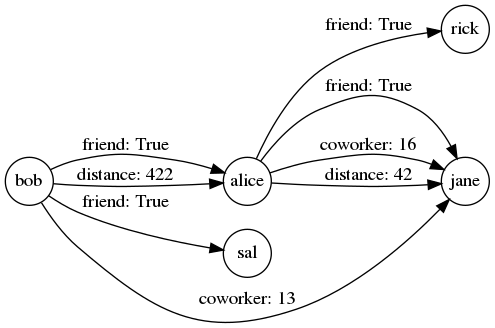 friend: True
rick
friend: True
friend: True
coworker: 16
bob
distance: 422
alice
distance: 42
jane
friend: True
sal
coworker: 13